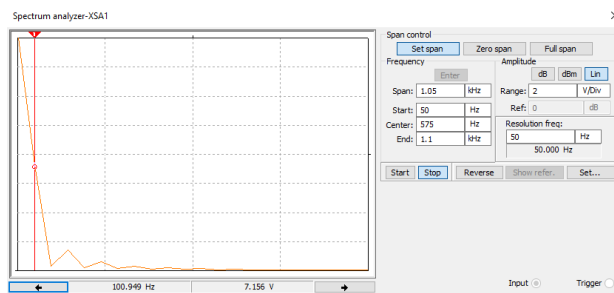 Spectrum analyzer-XSA1
1
100.949 Hz 7.156 V
Span control
Set span Zero span Full span
Frequency
Enter
Span: 1.05 kHz
Start: 50 Hz
Center: 575 Hz
End: 1.1 kHz
Amplitude
dB dBm Lin
Range: 2 V/Div
Ref: 0 dB
Resolution freq:
50 Hz
50.000 Hz
Start Stop Reverse Show refer. Set...
Input Trigger